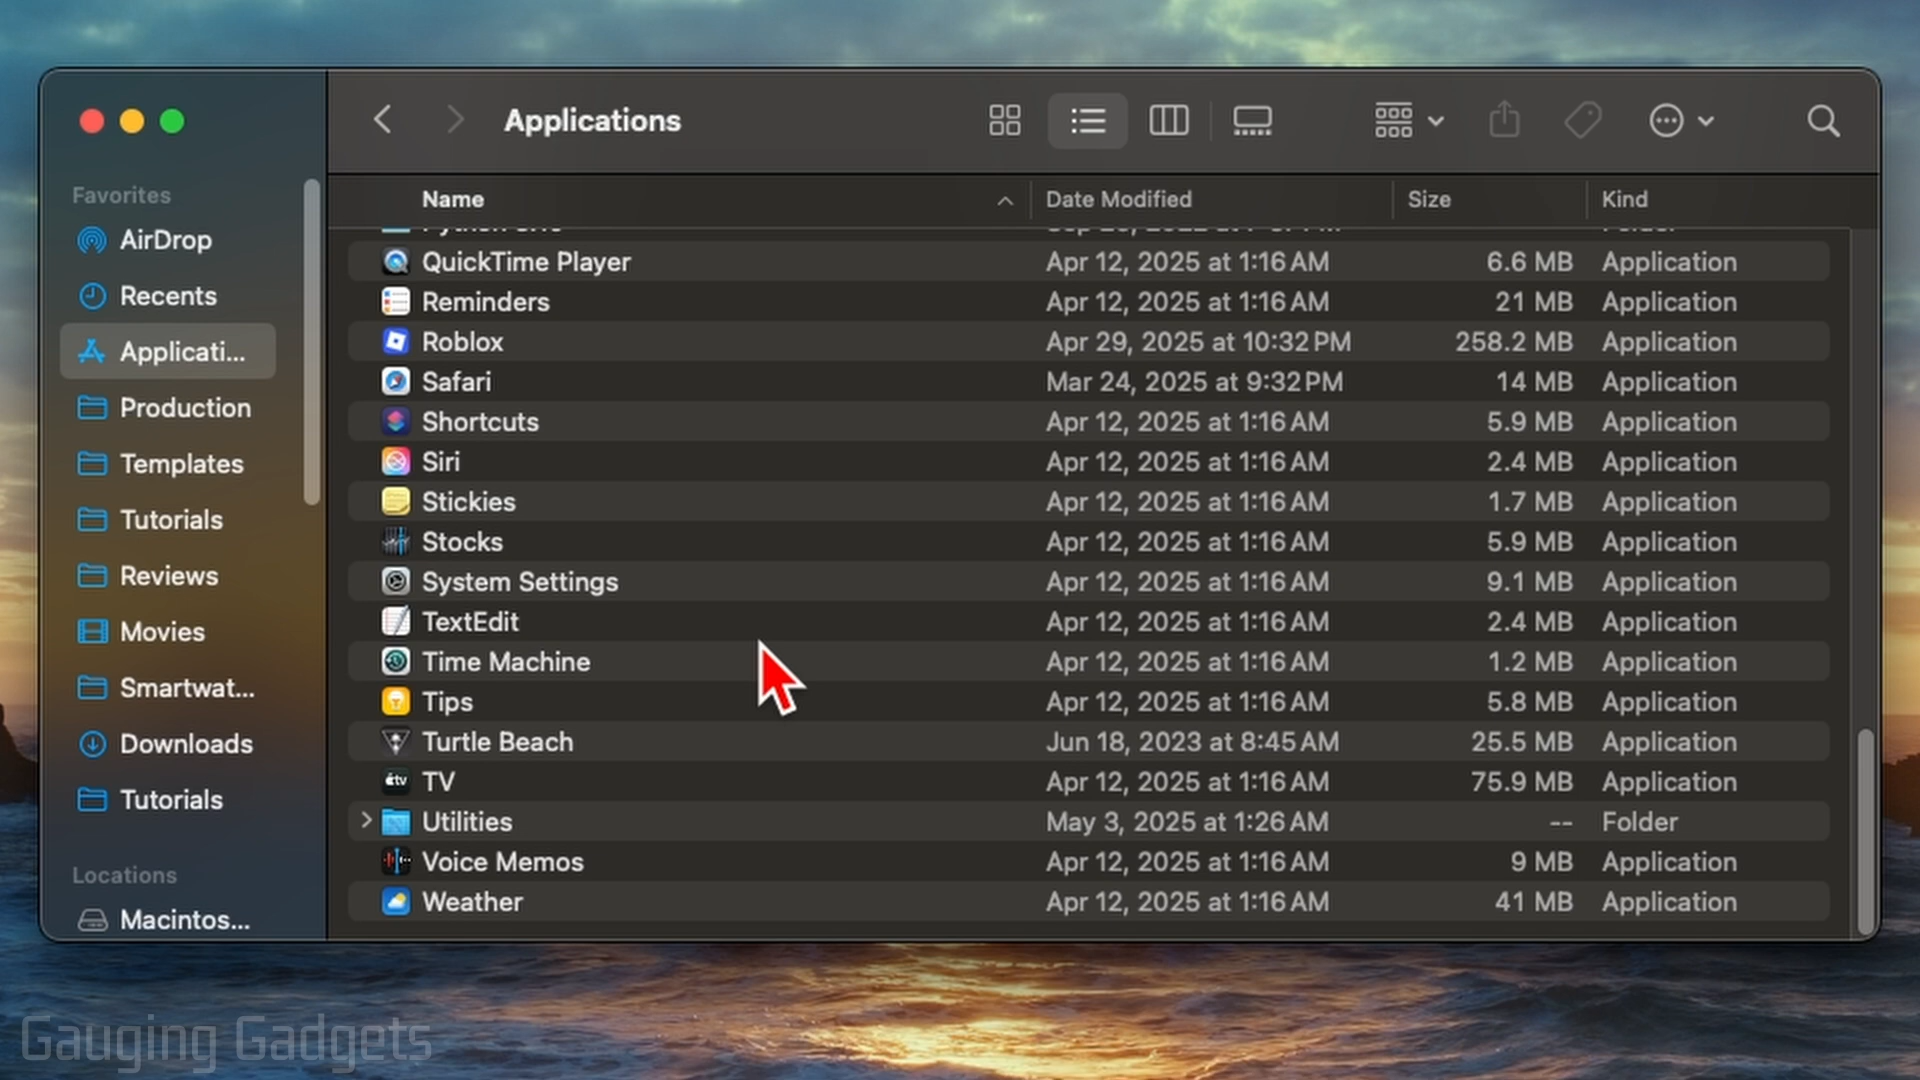 Applications
Favorites
AirDrop
Recents
Applicati...
Production
Templates
Tutorials
Reviews
Movies
Smartwat...
Downloads
Tutorials
Locations
Macintos...
Name Date Modified Size Kind
QuickTime Player Apr 12, 2025 at 1:16 AM 6.6 MB Application
Reminders Apr 12, 2025 at 1:16 AM 21 MB Application
Roblox Apr 29, 2025 at 10:32 PM 258.2 MB Application
Safari Mar 24, 2025 at 9:32 PM 14 MB Application
Shortcuts Apr 12, 2025 at 1:16 AM 5.9 MB Application
Siri Apr 12, 2025 at 1:16 AM 2.4 MB Application
Stickies Apr 12, 2025 at 1:16 AM 1.7 MB Application
Stocks Apr 12, 2025 at 1:16 AM 5.9 MB Application
System Settings Apr 12, 2025 at 1:16 AM 9.1 MB Application
TextEdit Apr 12, 2025 at 1:16 AM 2.4 MB Application
Time Machine Apr 12, 2025 at 1:16 AM 1.2 MB Application
Tips Apr 12, 2025 at 1:16 AM 5.8 MB Application
Turtle Beach Jun 18, 2023 at 8:45 AM 25.5 MB Application
tv TV Apr 12, 2025 at 1:16 AM 75.9 MB Application
Utilities May 3, 2025 at 1:26 AM -- Folder
Voice Memos Apr 12, 2025 at 1:16 AM 9 MB Application
Weather Apr 12, 2025 at 1:16 AM 41 MB Application
Gauging Gadgets